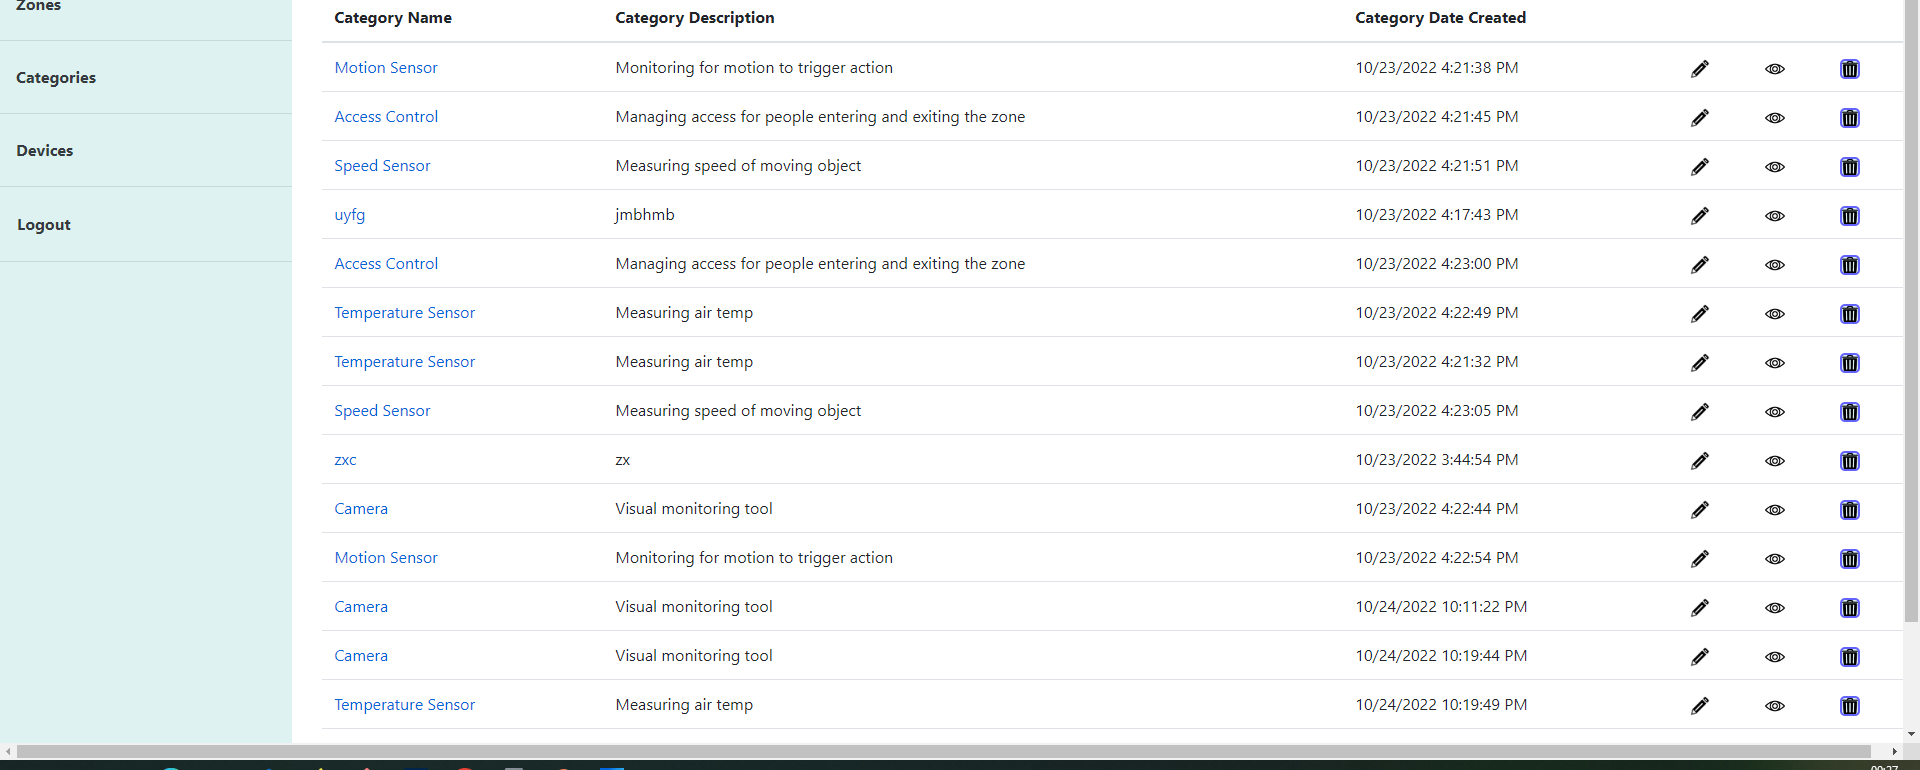 Zones
Categories
Devices
Logout
Category Name Category Description Category Date Created
Motion Sensor Monitoring for motion to trigger action 10/23/2022 4:21:38 PM
Access Control Managing access for people entering and exiting the zone 10/23/2022 4:21:45 PM
Speed Sensor Measuring speed of moving object 10/23/2022 4:21:51 PM
uyfg jmbhmb 10/23/2022 4:17:43 PM
Access Control Managing access for people entering and exiting the zone 10/23/2022 4:23:00 PM
Temperature Sensor Measuring air temp 10/23/2022 4:22:49 PM
Temperature Sensor Measuring air temp 10/23/2022 4:21:32 PM
Speed Sensor Measuring speed of moving object 10/23/2022 4:23:05 PM
zxc zx 10/23/2022 3:44:54 PM
Camera Visual monitoring tool 10/23/2022 4:22:44 PM
Motion Sensor Monitoring for motion to trigger action 10/23/2022 4:22:54 PM
Camera Visual monitoring tool 10/24/2022 10:11:22 PM
Camera Visual monitoring tool 10/24/2022 10:19:44 PM
Temperature Sensor Measuring air temp 10/24/2022 10:19:49 PM